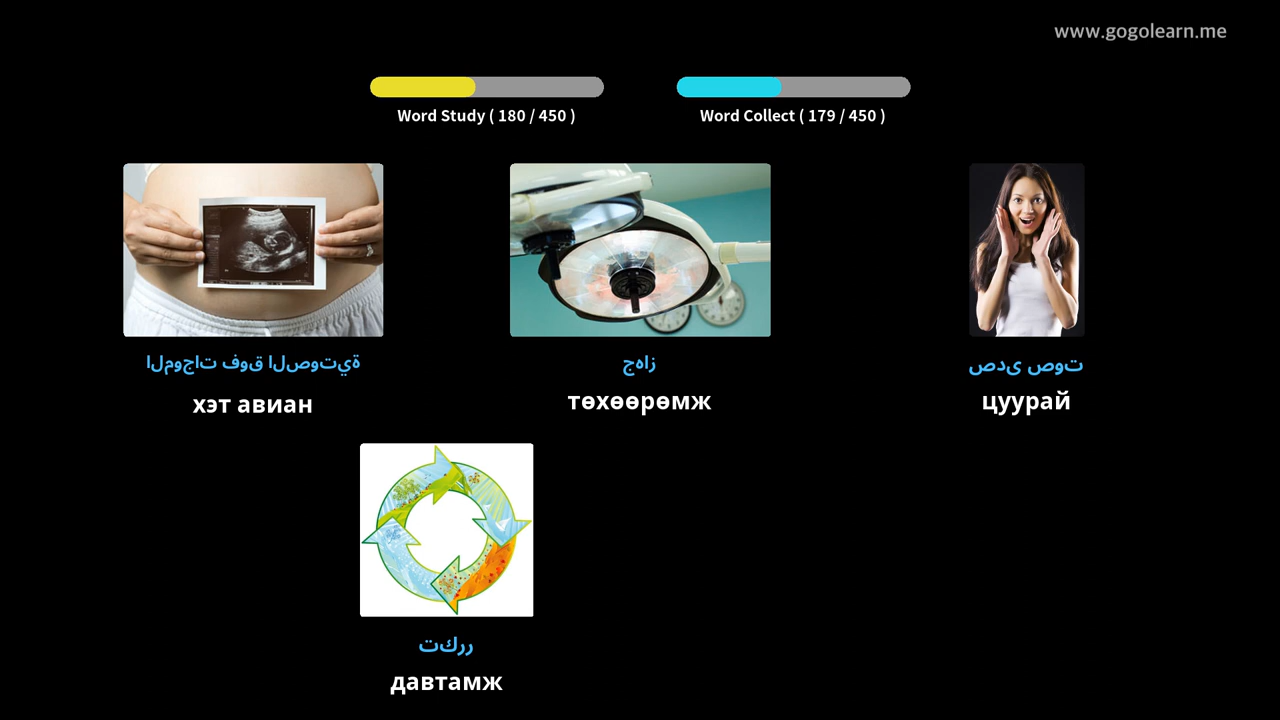 www.gogolearn.me
Word Study ( 180 / 450 )
Word Collect ( 179 / 450 )
الموجات فوق الصوتية
хэт авиан
جهاز
төхөөрөмж
صدى صوت
цуурай
تكرر
давтамж